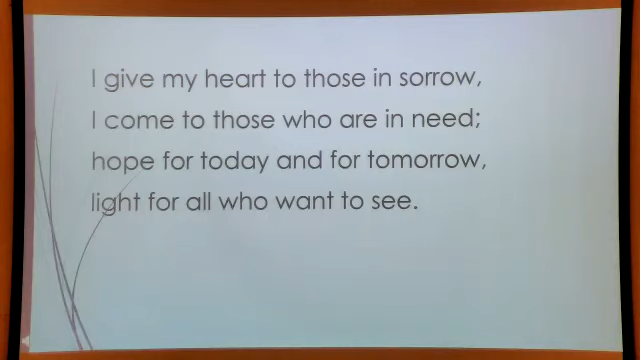 I give my heart to those in sorrow,
I come to those who are in need;
hope for today and for tomorrow,
light for all who want to see.